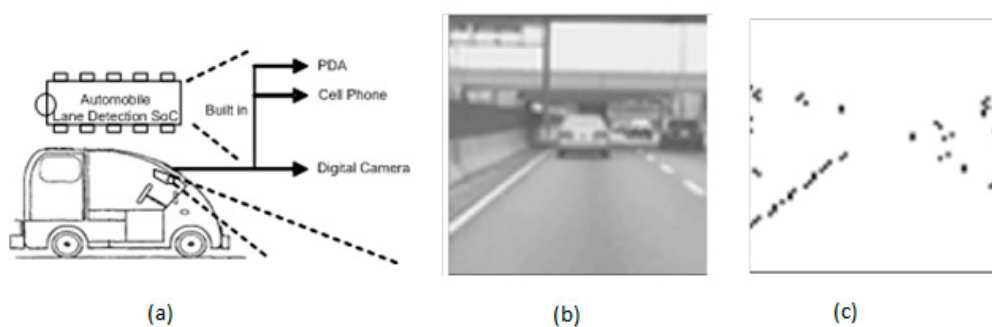 Automobile
Lane Detection SoC
Built in
PDA
Cell Phone
Digital Camera
(a)
(b)
(c)